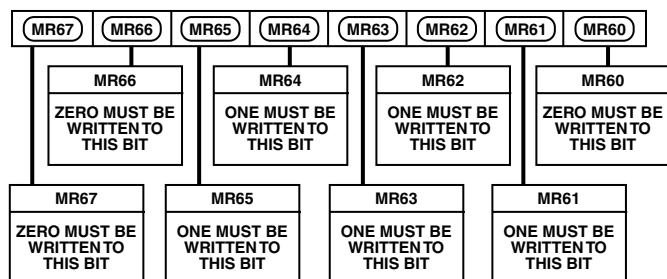 MR67 MR66 MR65 MR64 MR63 MR62 MR61 MR60
MR66
ZERO MUST BE
WRITTEN TO
THIS BIT
MR64
ONE MUST BE
WRITTEN TO
THIS BIT
MR62
ONE MUST BE
WRITTEN TO
THIS BIT
MR60
ZERO MUST BE
WRITTEN TO
THIS BIT
MR67
ZERO MUST BE
WRITTEN TO
THIS BIT
MR65
ONE MUST BE
WRITTEN TO
THIS BIT
MR63
ONE MUST BE
WRITTEN TO
THIS BIT
MR61
ONE MUST BE
WRITTEN TO
THIS BIT